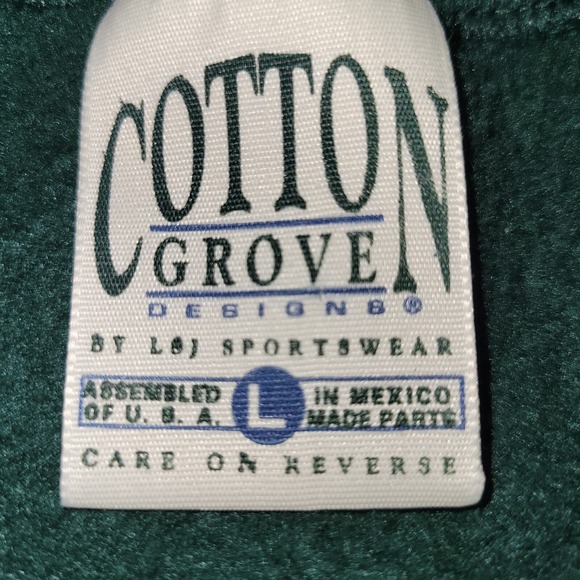 COTTON
GROVE
DESIGNS®
BY L&J SPORTSWEAR
ASSEMBLED L IN MEXICO
OF U. S. A. MADE PARTS
CARE ON REVERSE